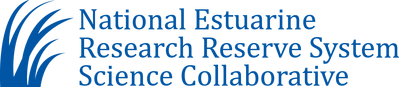 National Estuarine
Research Reserve System
Science Collaborative